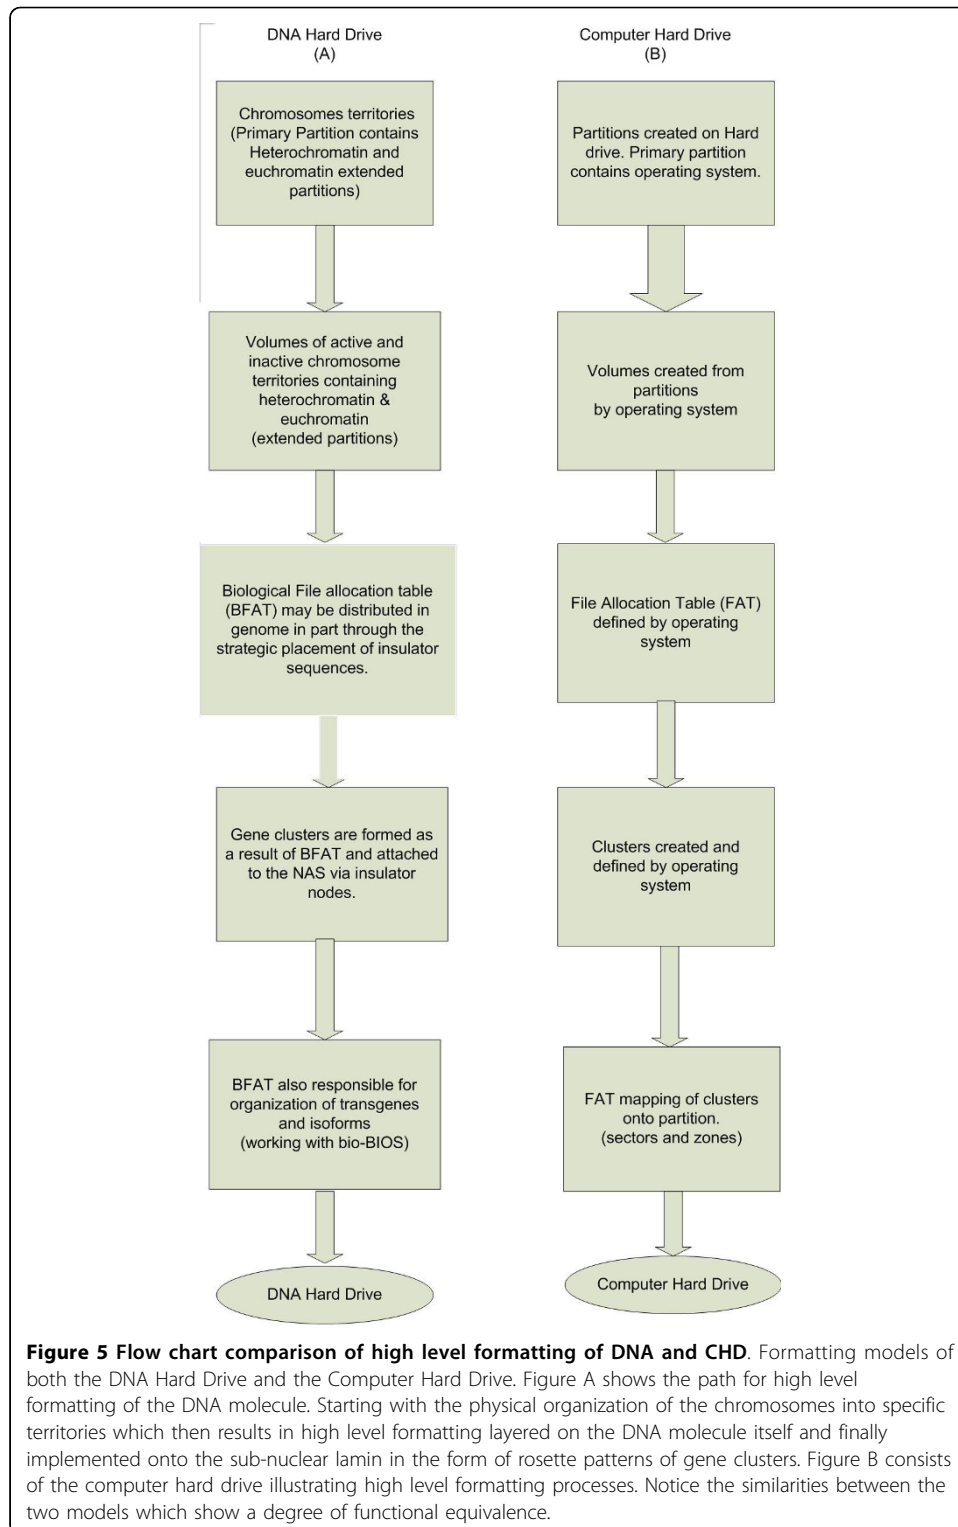 DNA Hard Drive
(A)
Chromosomes territories
(Primary Partition contains
Heterochromatin and
euchromatin extended
partitions)
Volumes of active and
inactive chromosome
territories containing
heterochromatin &
euchromatin
(extended partitions)
Biological File allocation table
(BFAT) may be distributed in
genome in part through the
strategic placement of insulator
sequences.
Gene clusters are formed as
a result of BFAT and attached
to the NAS via insulator
nodes.
BFAT also responsible for
organization of transgenes
and isoforms
(working with bio-BIOS)
DNA Hard Drive
Computer Hard Drive
(B)
Partitions created on Hard
drive. Primary partition
contains operating system.
Volumes created from
partitions
by operating system
File Allocation Table (FAT)
defined by operating
system
Clusters created and
defined by operating
system
FAT mapping of clusters
onto partition.
(sectors and zones)
Computer Hard Drive
Figure 5 Flow chart comparison of high level formatting of DNA and CHD. Formatting models of
both the DNA Hard Drive and the Computer Hard Drive. Figure A shows the path for high level
formatting of the DNA molecule. Starting with the physical organization of the chromosomes into specific
territories which then results in high level formatting layered on the DNA molecule itself and finally
implemented onto the sub-nuclear lamin in the form of rosette patterns of gene clusters. Figure B consists
of the computer hard drive illustrating high level formatting processes. Notice the similarities between the
two models which show a degree of functional equivalence.